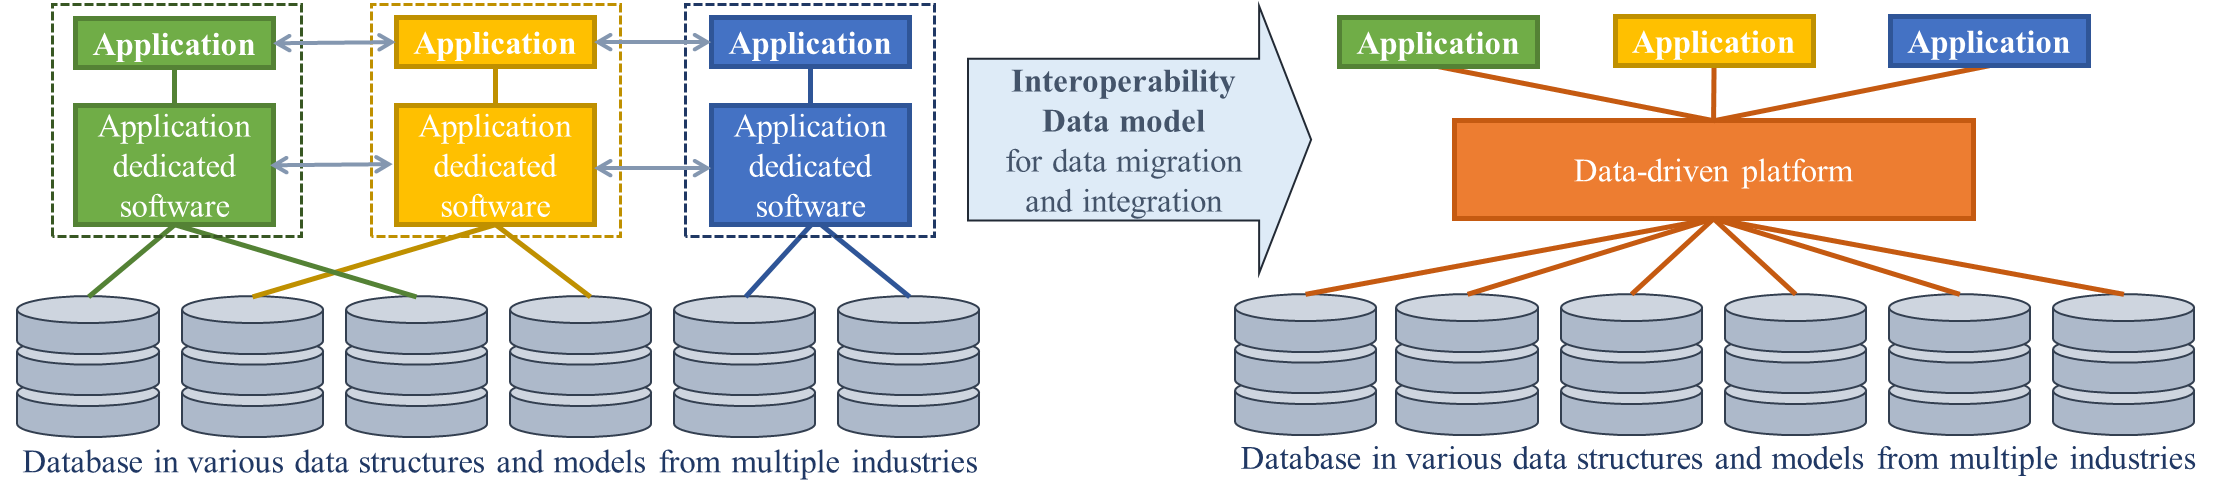 Application
Application
Application
Application
dedicated
software
Application
dedicated
software
Application
dedicated
software
Database in various data structures and models from multiple industries
Interoperability
Data model
for data migration
and integration
Application
Application
Application
Data-driven platform
Database in various data structures and models from multiple industries